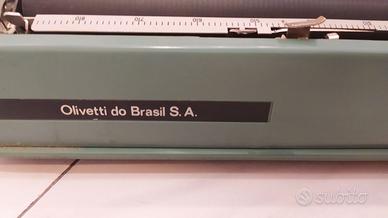 Olivetti do Brasil S.A.
subito